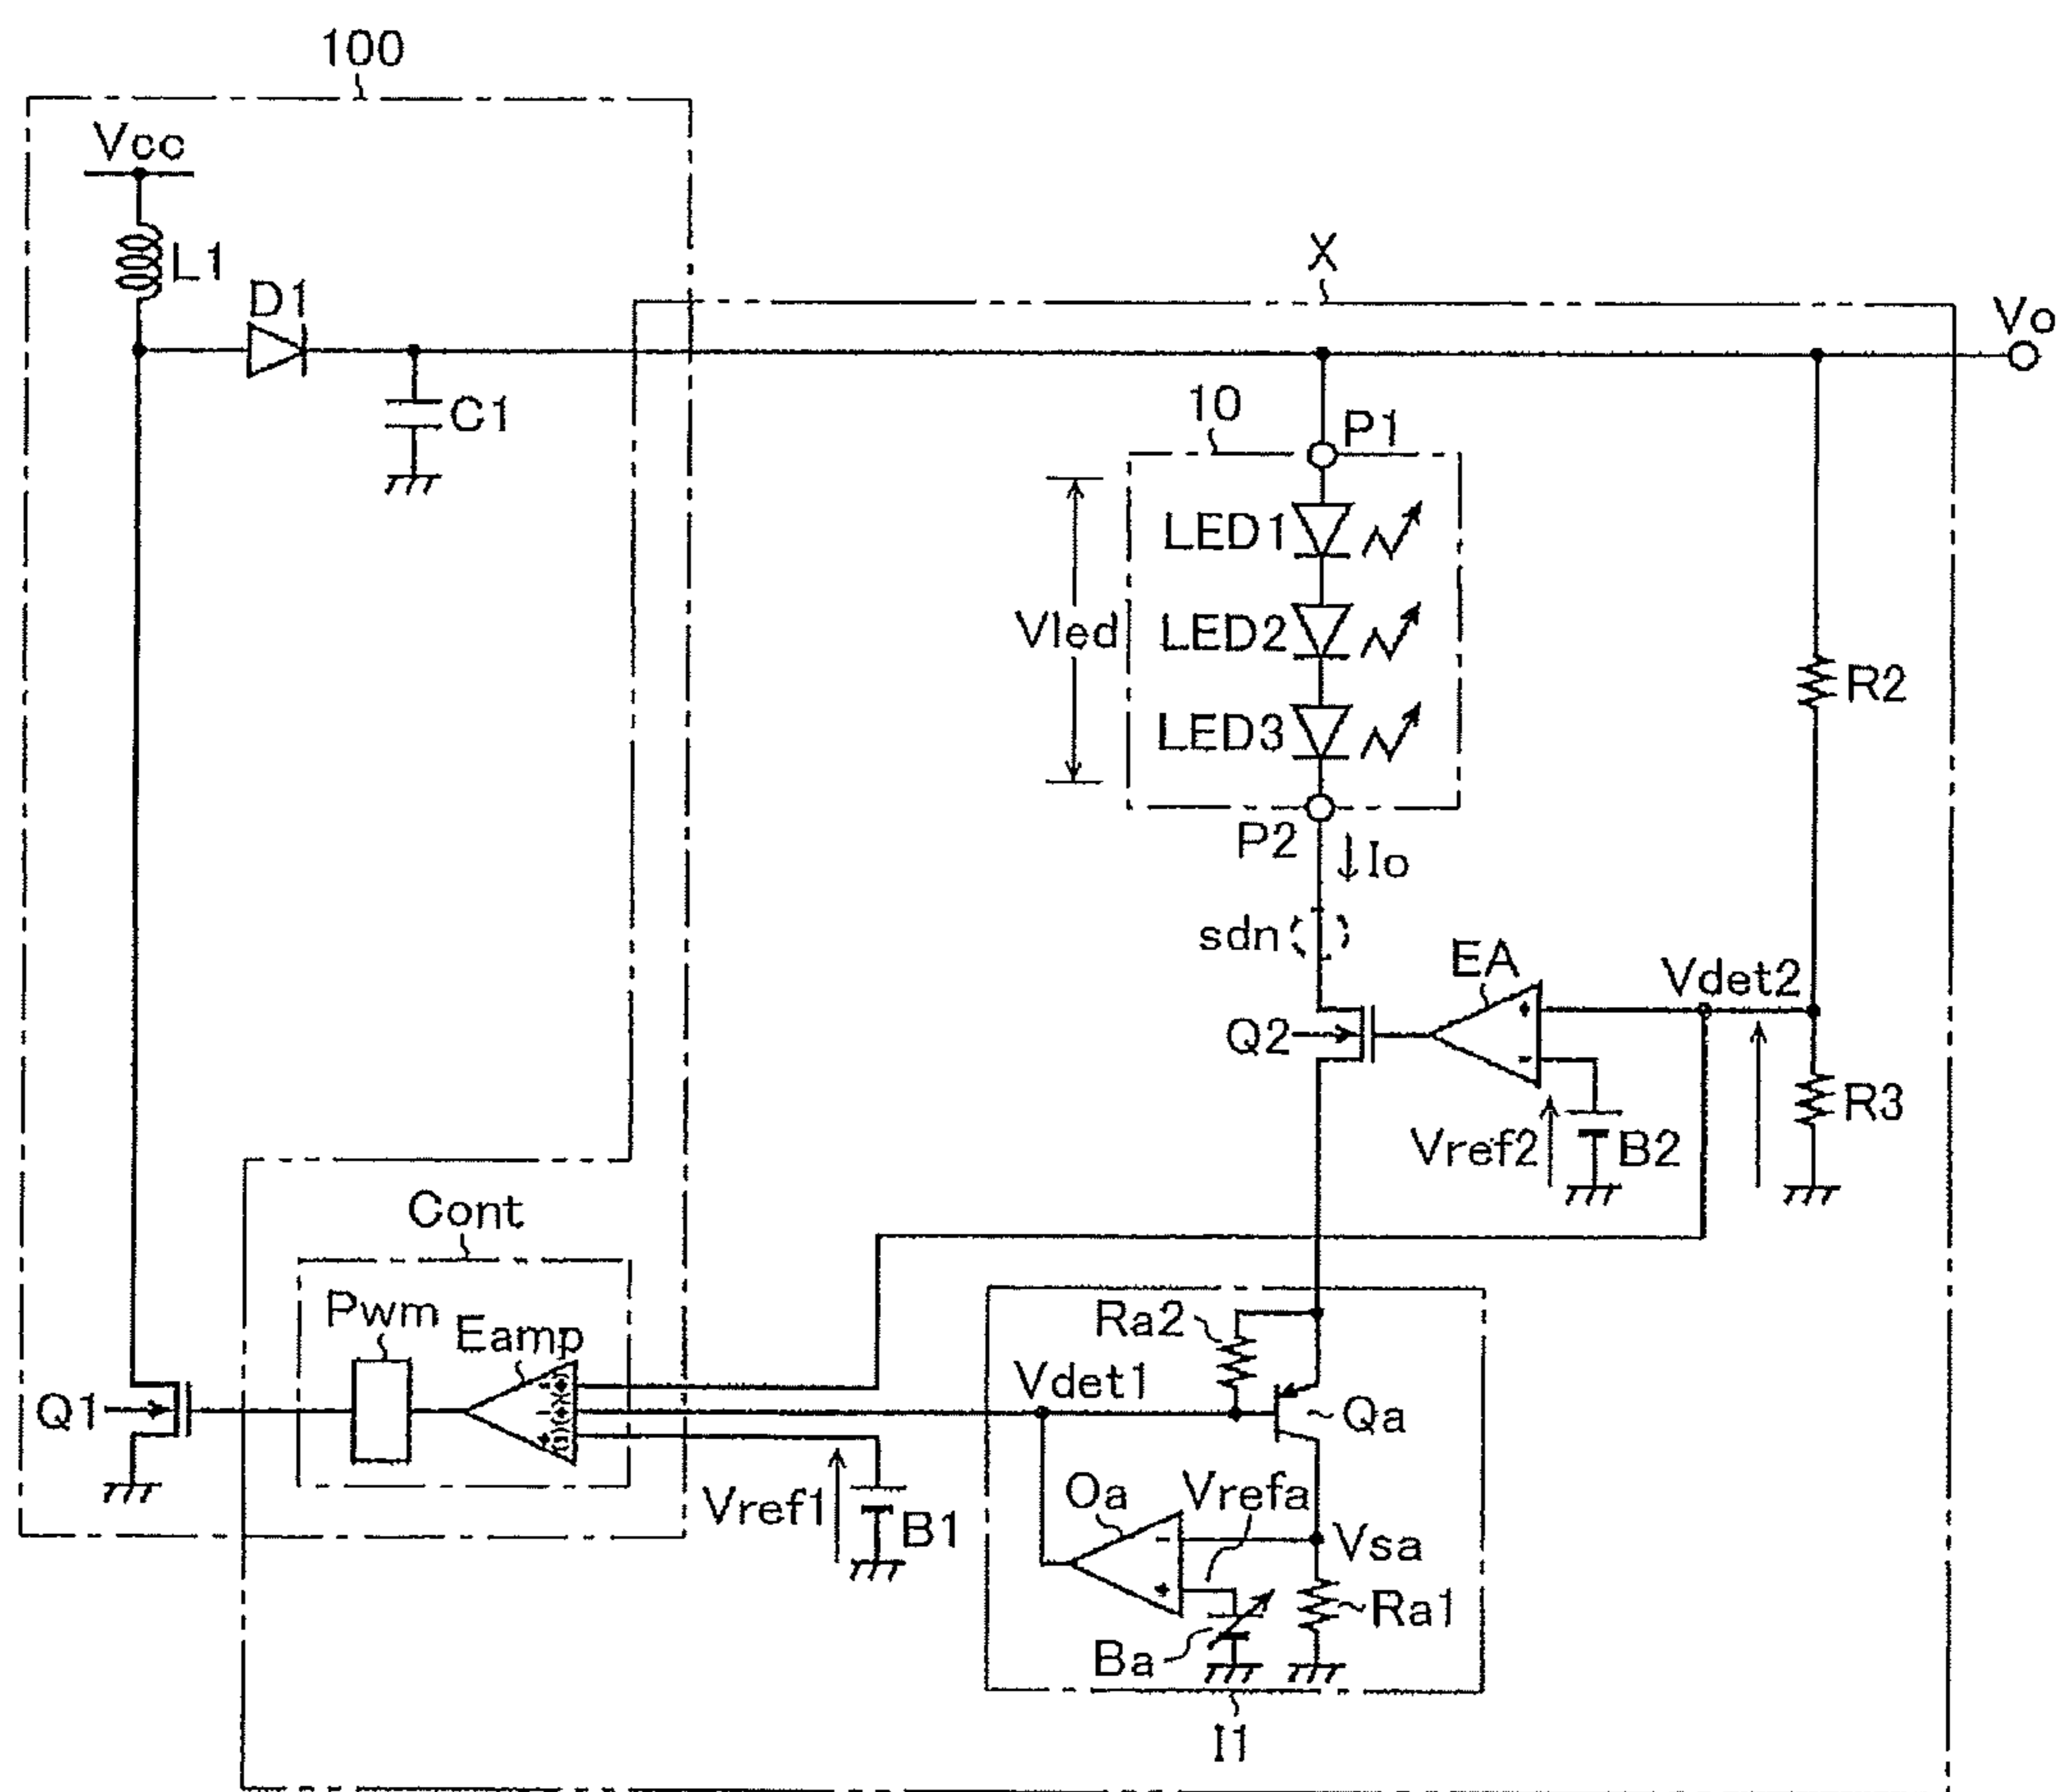 100
Vcc
L1
D1
C1
X
Vo
10
P1
LED1
LED2
LED3
Vled
P2
Io
sdn
R2
EA
Vdet2
Q2
Vref2
B2
R3
Cont
Pwm
Eamp
Q1
Vref1
B1
Ra2
Vdet1
Qa
Oa
Vrefa
Vsa
Ra1
Ba
I1